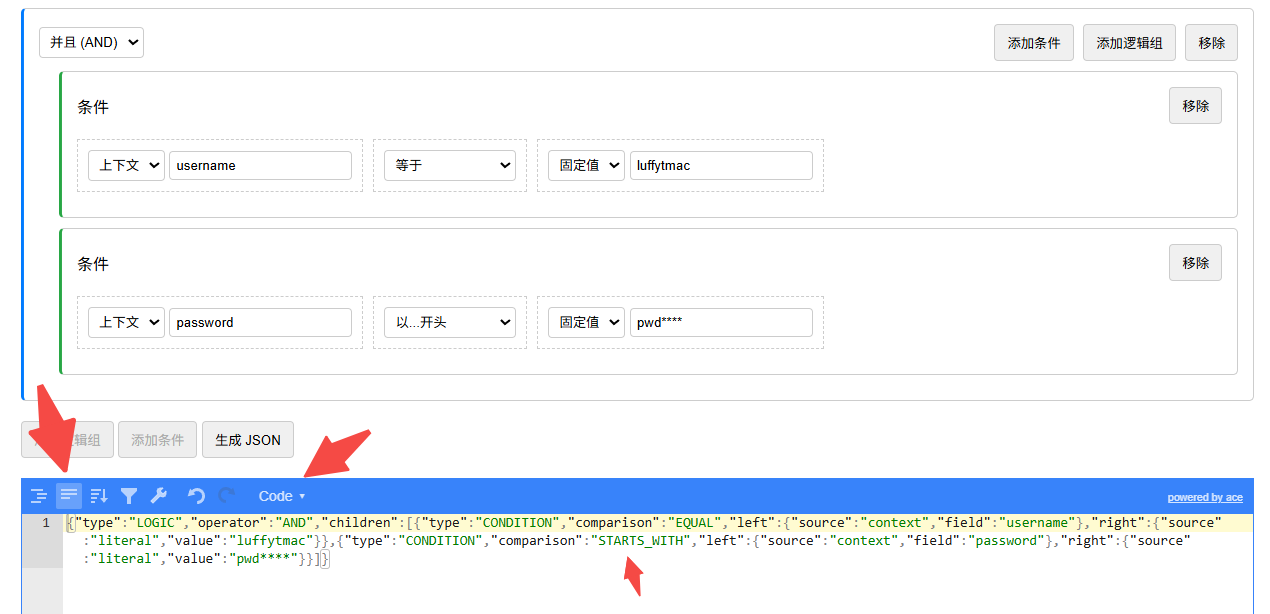 并且 (AND)
添加条件
添加逻辑组
移除
条件
移除
上下文
username
等于
固定值
luffytmac
条件
移除
上下文
password
以...开头
固定值
pwd****
辑组
添加条件
生成 JSON
Code
powered by ace
1
{"type":"LOGIC","operator":"AND","children":[{"type":"CONDITION","comparison":"EQUAL","left":{"source":"context","field":"username"},"right":{"source"
:"literal","value":"luffytmac"}},{"type":"CONDITION","comparison":"STARTS_WITH","left":{"source":"context","field":"password"},"right":{"source"
:"literal","value":"pwd****"}}]}